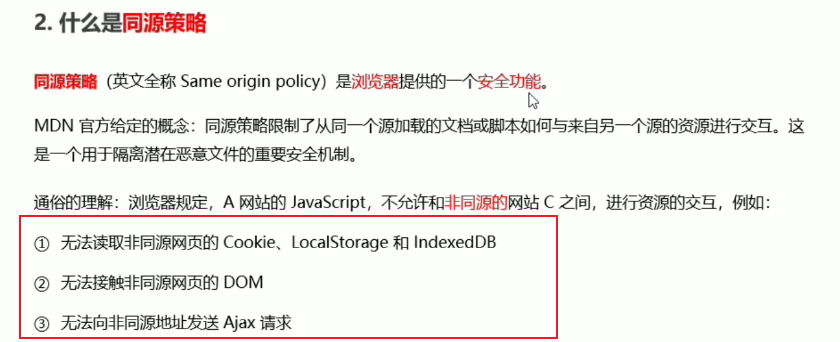 2. 什么是同源策略
同源策略（英文全称 Same origin policy）是浏览器提供的一个安全功能。
MDN 官方给定的概念：同源策略限制了从同一个源加载的文档或脚本如何与来自另一个源的资源进行交互。这
是一个用于隔离潜在恶意文件的重要安全机制。
通俗的理解：浏览器规定，A 网站的 JavaScript，不允许和非同源的网站 C 之间，进行资源的交互，例如：
① 无法读取非同源网页的 Cookie、LocalStorage 和 IndexedDB
② 无法接触非同源网页的 DOM
③ 无法向非同源地址发送 Ajax 请求